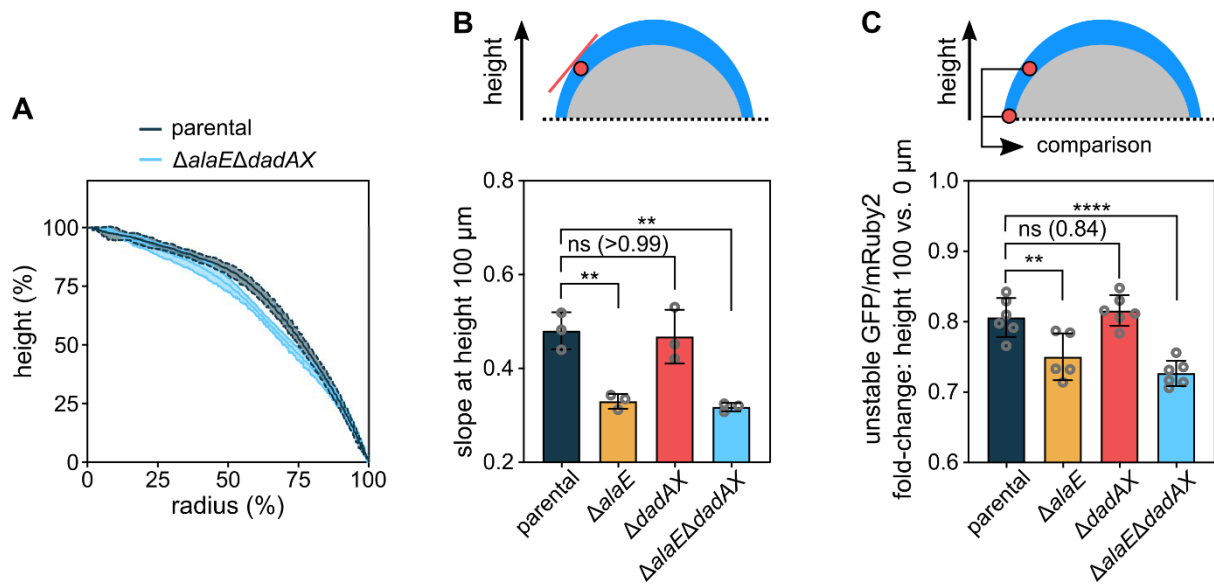 A
parental
ΔalaEΔdadAX
height (%)
100
75
50
25
0
0
25
50
75
100
radius (%)
B
height
slope at height 100 µm
0.8
0.6
0.4
0.2
**
ns (>0.99)
**
parental
ΔalaE
ΔdadAX
ΔalaEΔdadAX
C
height
comparison
unstable GFP/mRuby2
fold-change: height 100 vs. 0 µm
1.0
0.9
0.8
0.7
0.6
****
ns (0.84)
**
parental
ΔalaE
ΔdadAX
ΔalaEΔdadAX